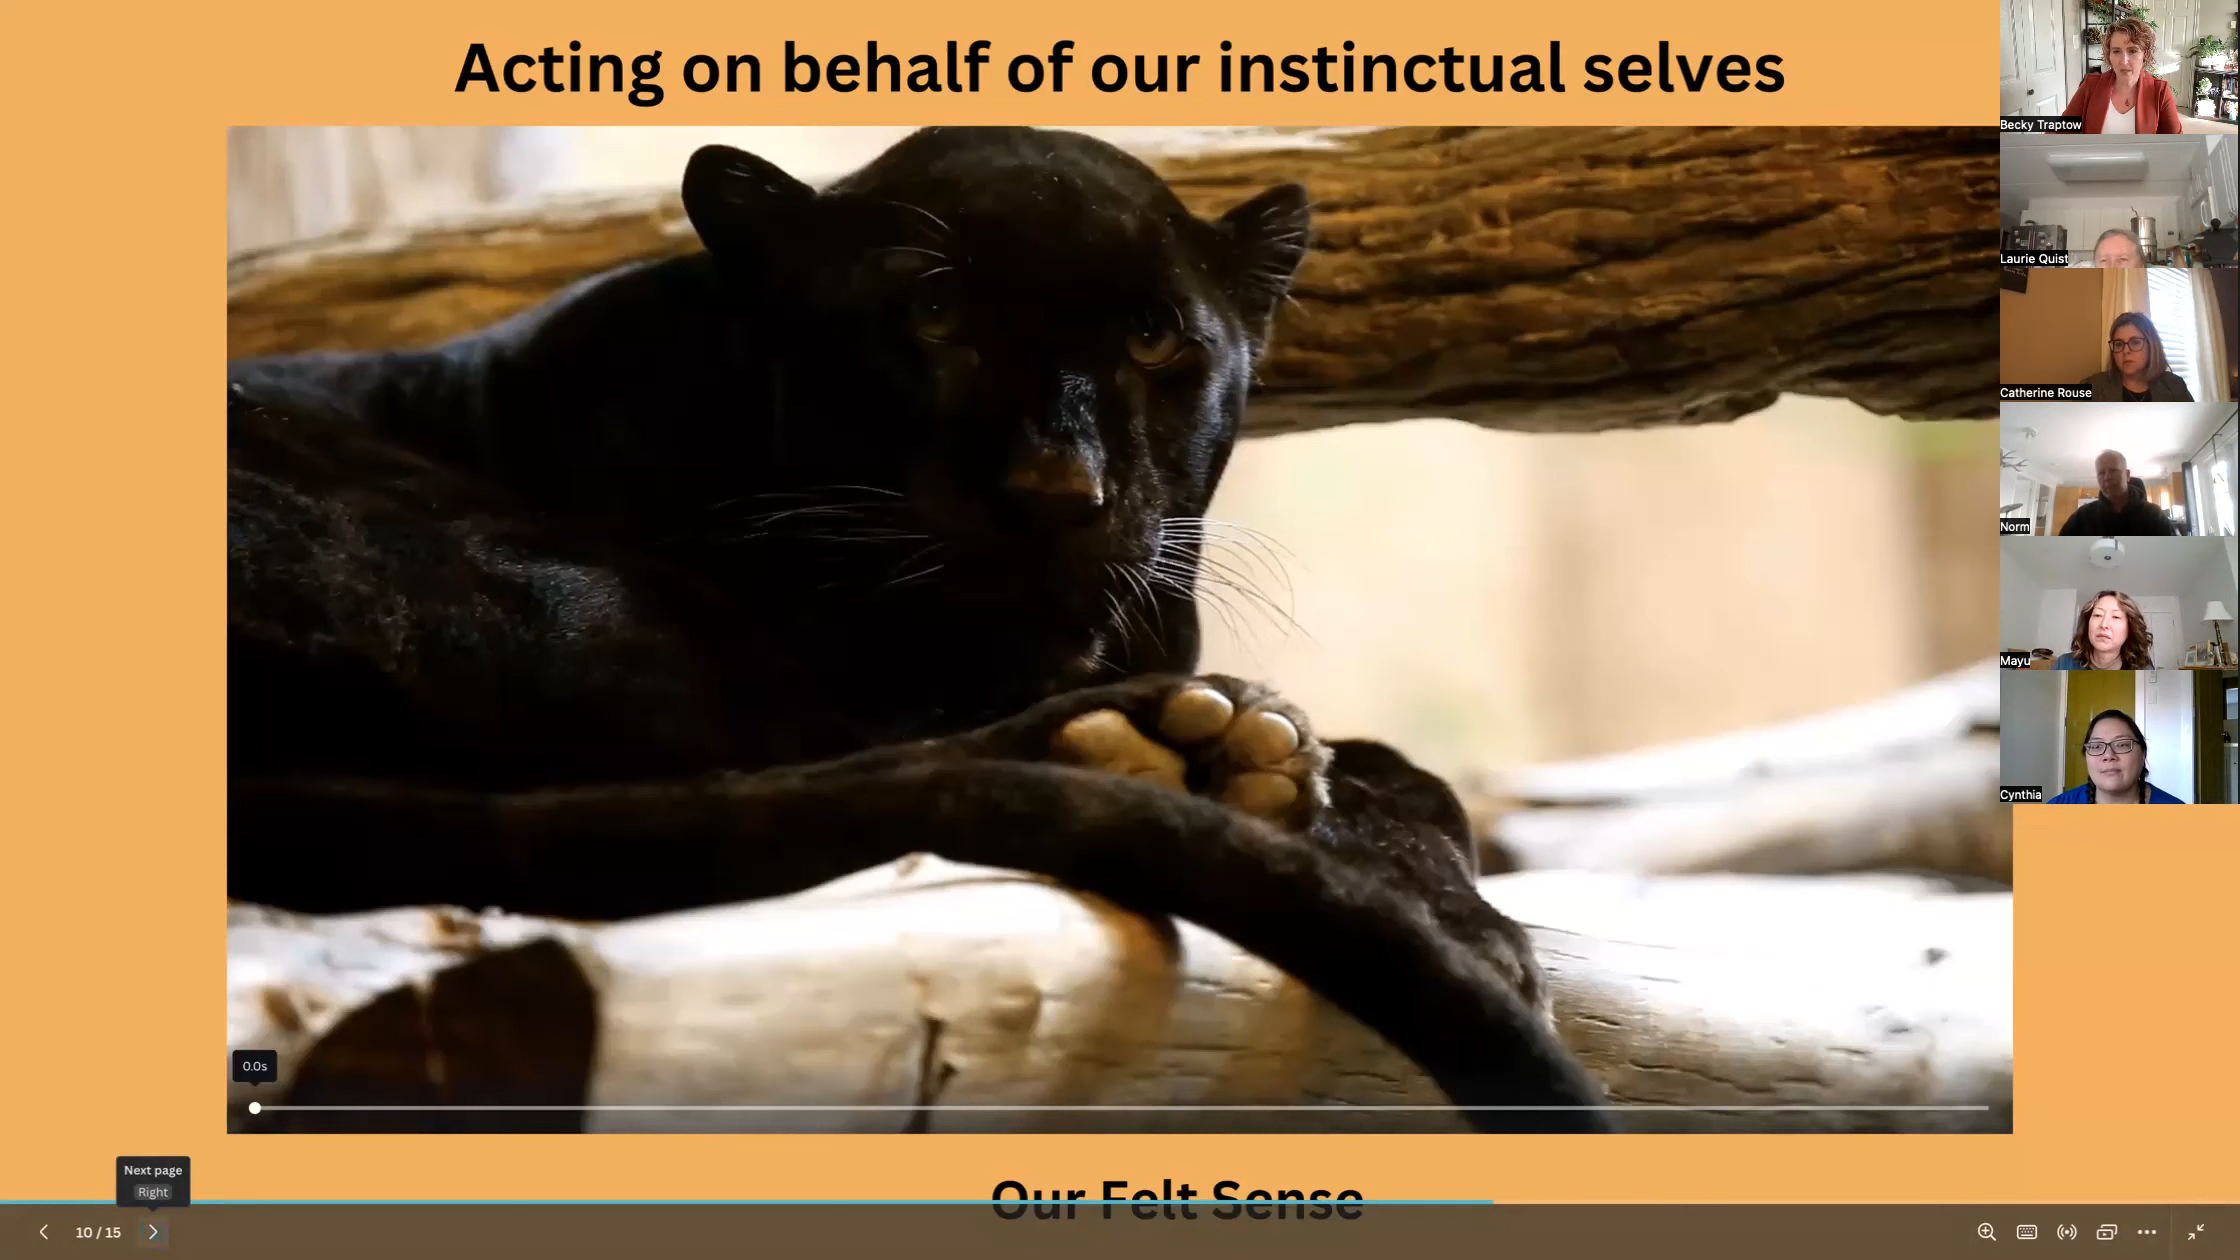 Acting on behalf of our instinctual selves
Becky Traptow
Laurie Quist
Catherine Rouse
Norm
Mayu
Cynthia
0.0s
Next page
Right
Our Felt Sense
10 / 15